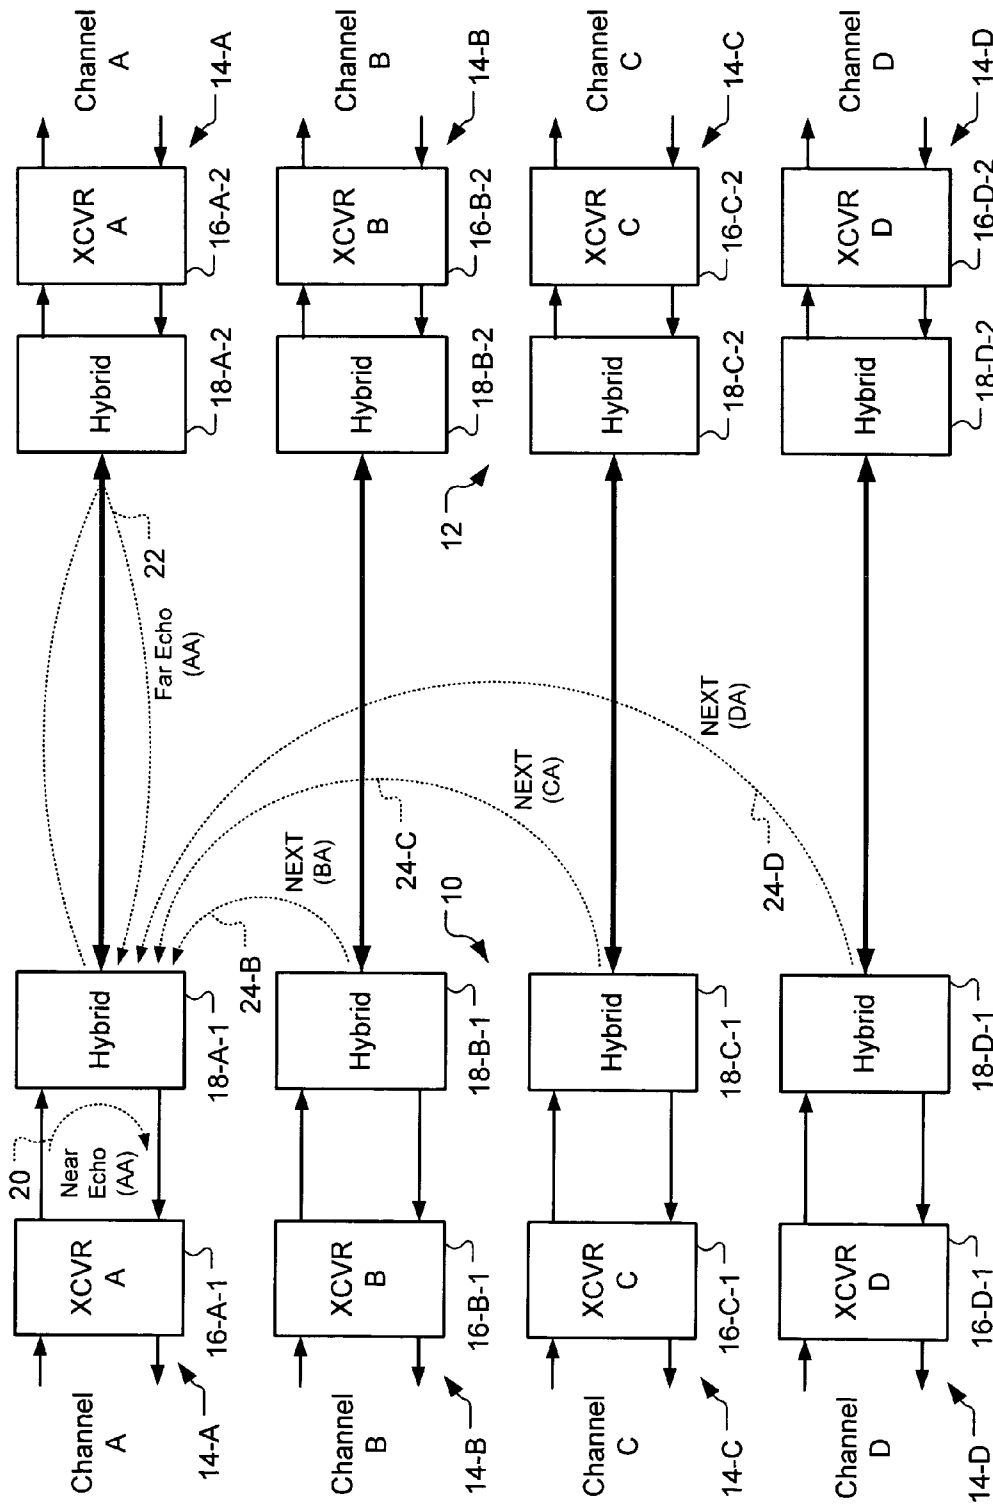 Channel
A
XCVR
A
20
Near
Echo
(AA)
Hybrid
Far Echo
(AA)
22
Hybrid
XCVR
A
Channel
A
14-A
16-A-1
18-A-1
18-A-2
16-A-2
14-A
24-B
NEXT
(BA)
Channel
B
XCVR
B
Hybrid
Hybrid
XCVR
B
Channel
B
14-B
16-B-1
18-B-1
10
24-C
12
18-B-2
16-B-2
14-B
NEXT
(CA)
Channel
C
XCVR
C
Hybrid
Hybrid
XCVR
C
Channel
C
14-C
16-C-1
18-C-1
NEXT
(DA)
18-C-2
16-C-2
14-C
24-D
Channel
D
XCVR
D
Hybrid
Hybrid
XCVR
D
Channel
D
14-D
16-D-1
18-D-1
18-D-2
16-D-2
14-D